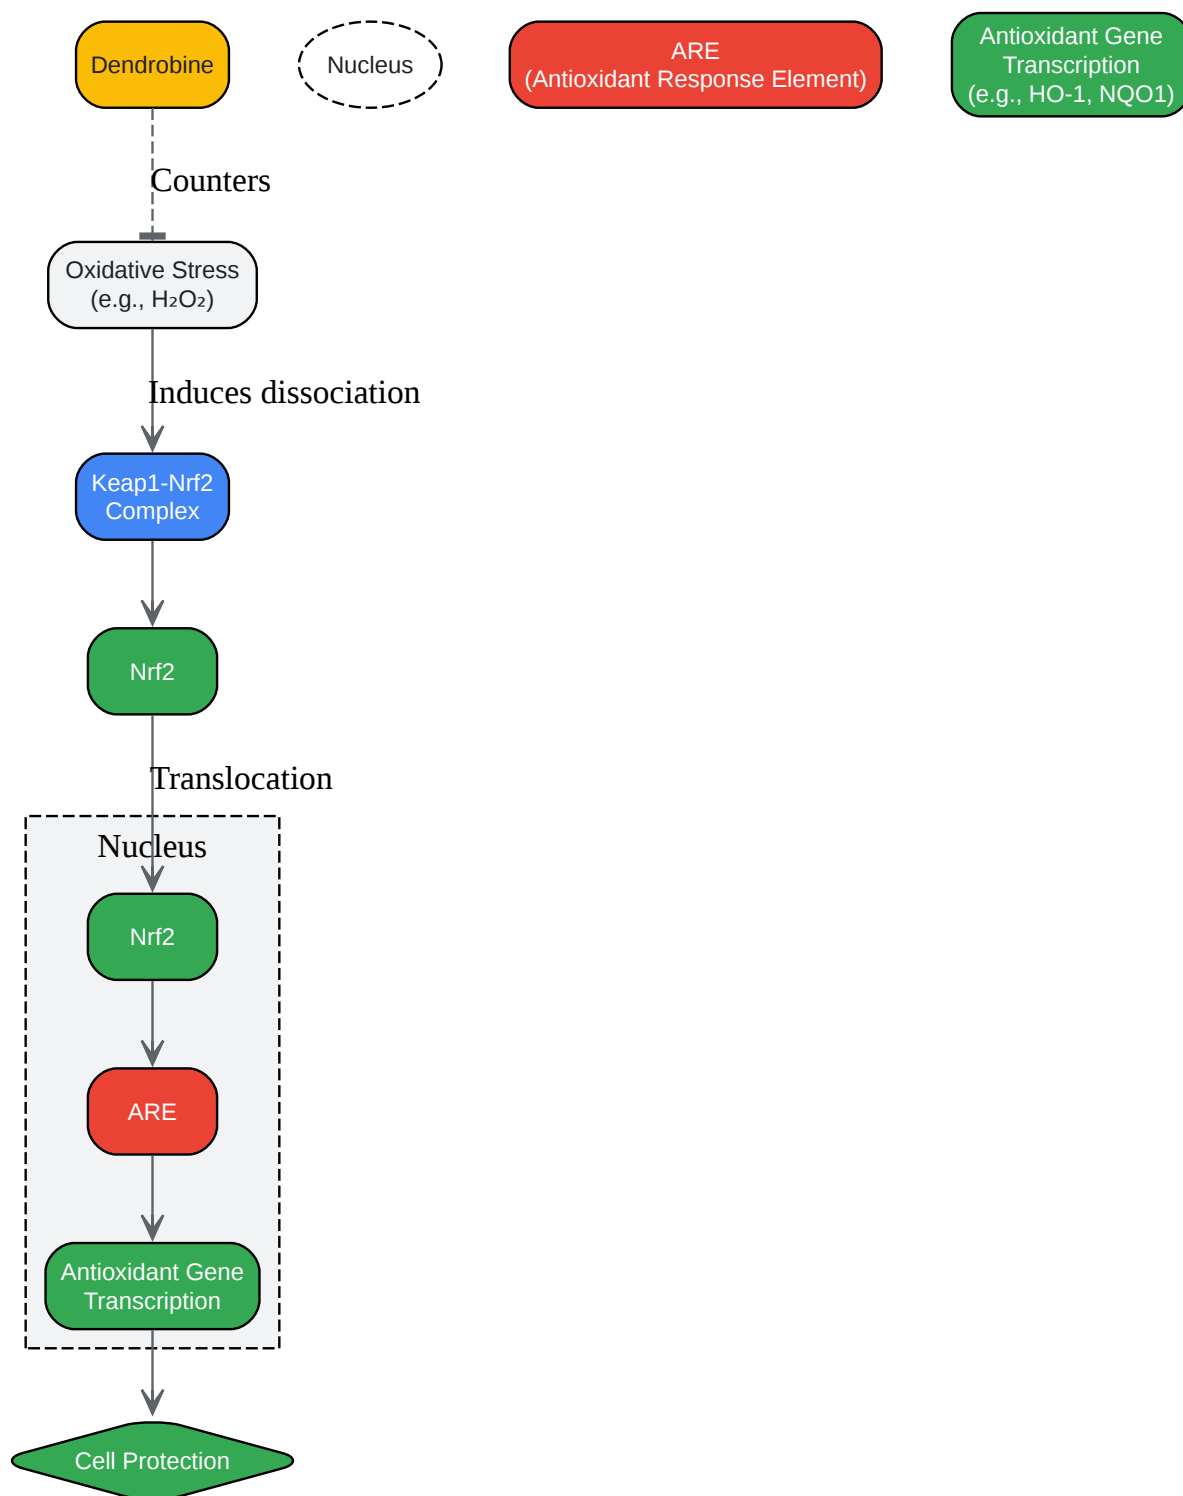 Dendrobine
Nucleus
ARE
(Antioxidant Response Element)
Antioxidant Gene
Transcription
(e.g., HO-1, NQO1)
Counters
Oxidative Stress
(e.g., H₂O₂)
Induces dissociation
Keap1-Nrf2
Complex
Nrf2
Translocation
Nucleus
Nrf2
ARE
Antioxidant Gene
Transcription
Cell Protection